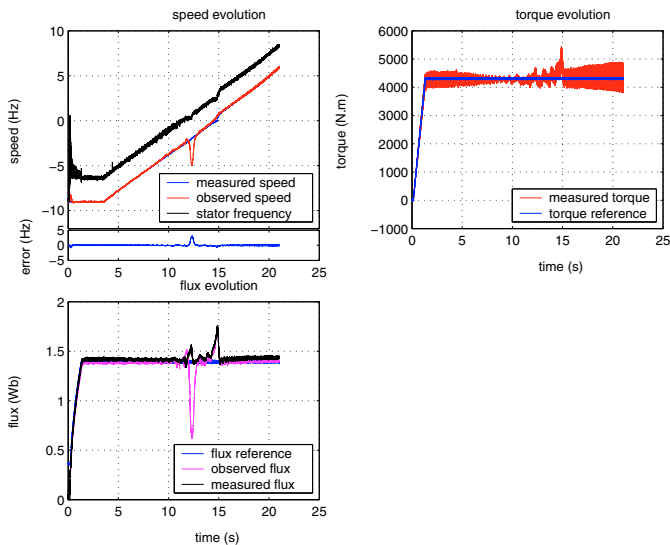 speed evolution
10
5
0
−5
−10
speed (Hz)
measured speed
observed speed
stator frequency
5
0
−5
error (Hz)
0
5
10
15
20
25
flux evolution
2
1.5
1
0.5
0
flux (Wb)
flux reference
observed flux
measured flux
0
5
10
15
20
25
time (s)
torque evolution
6000
5000
4000
3000
2000
1000
0
−1000
torque (N.m)
measured torque
torque reference
0
5
10
15
20
25
time (s)